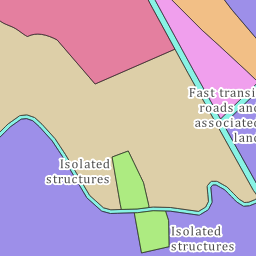 Fast transi
roads and
associated
land
Isolated
structures
Isolated
structures